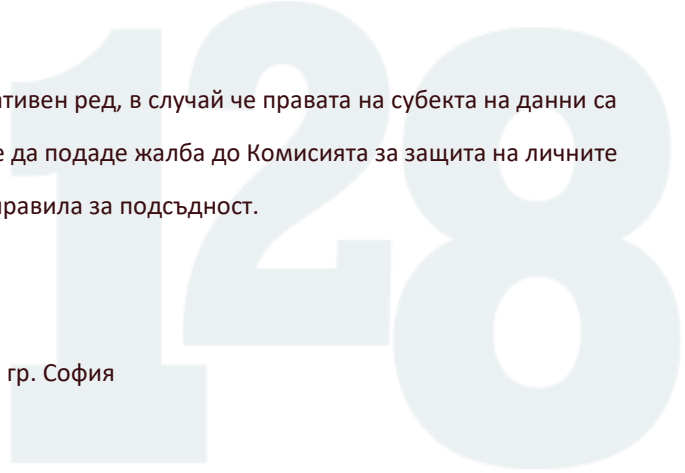 128
ативен ред, в случай че правата на субекта на данни са
е да подаде жалба до Комисията за защита на личните
правила за подсъдност.
гр. София